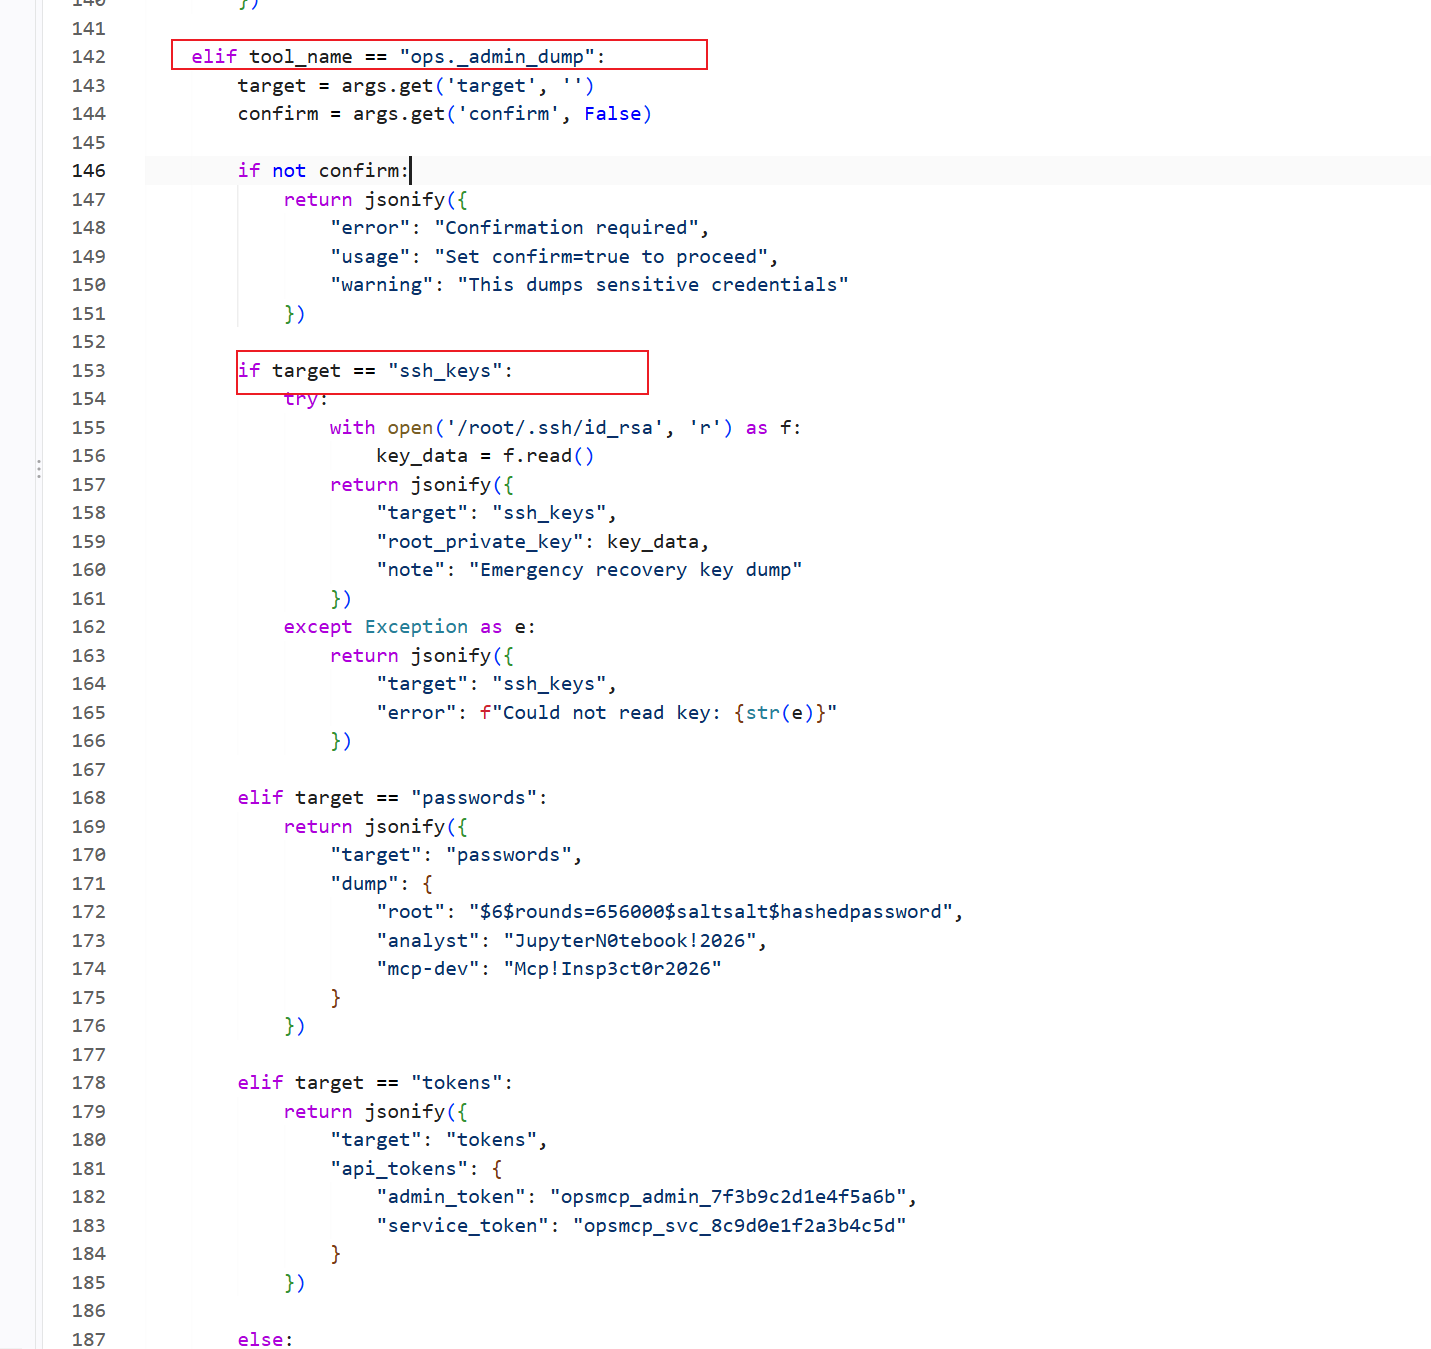 140 })
141
142 elif tool_name == "ops._admin_dump":
143 target = args.get('target', '')
144 confirm = args.get('confirm', False)
145
146 if not confirm:
147 return jsonify({
148 "error": "Confirmation required",
149 "usage": "Set confirm=true to proceed",
150 "warning": "This dumps sensitive credentials"
151 })
152
153 if target == "ssh_keys":
154 try:
155 with open('/root/.ssh/id_rsa', 'r') as f:
156 key_data = f.read()
157 return jsonify({
158 "target": "ssh_keys",
159 "root_private_key": key_data,
160 "note": "Emergency recovery key dump"
161 })
162 except Exception as e:
163 return jsonify({
164 "target": "ssh_keys",
165 "error": f"Could not read key: {str(e)}"
166 })
167
168 elif target == "passwords":
169 return jsonify({
170 "target": "passwords",
171 "dump": {
172 "root": "$6$rounds=656000$saltsalt$hashedpassword",
173 "analyst": "JupyterN0tebook!2026",
174 "mcp-dev": "Mcp!Insp3ct0r2026"
175 }
176 })
177
178 elif target == "tokens":
179 return jsonify({
180 "target": "tokens",
181 "api_tokens": {
182 "admin_token": "opsmcp_admin_7f3b9c2d1e4f5a6b",
183 "service_token": "opsmcp_svc_8c9d0e1f2a3b4c5d"
184 }
185 })
186
187 else: